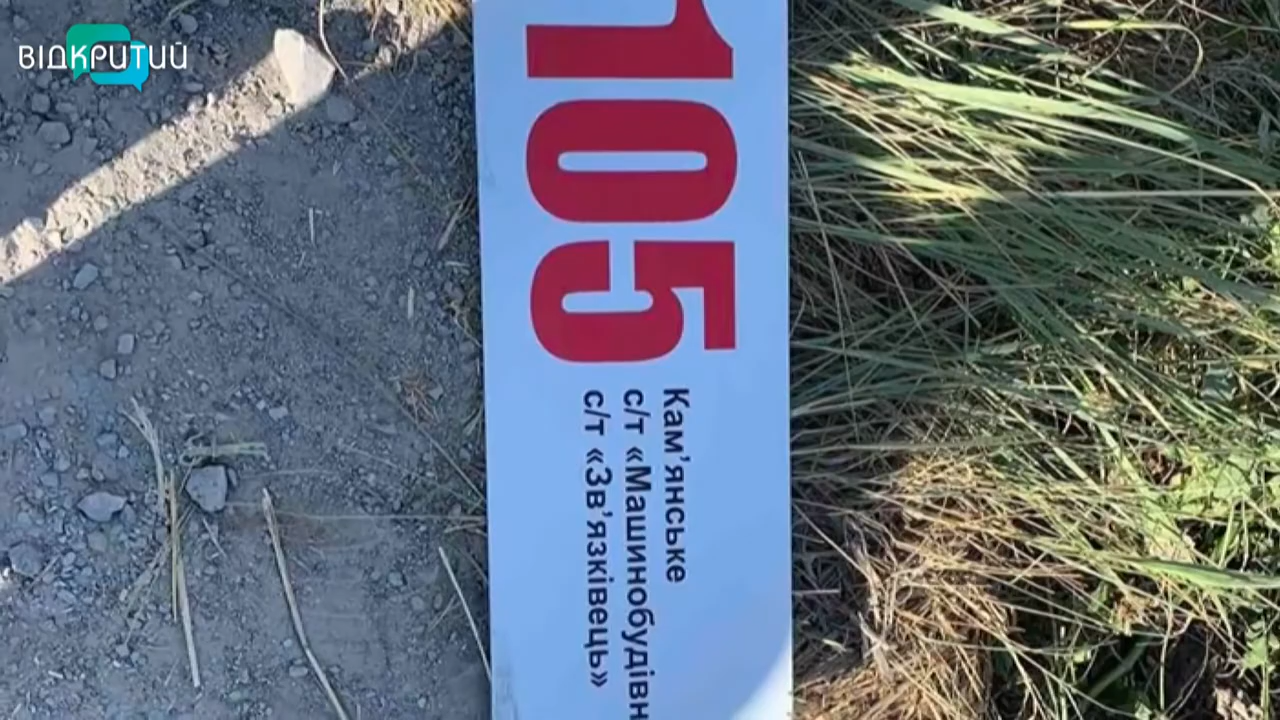 ВІДКРИТИЙ
105
Кам’янське
с/т «Машинобудівн
с/т «Зв’язківець»